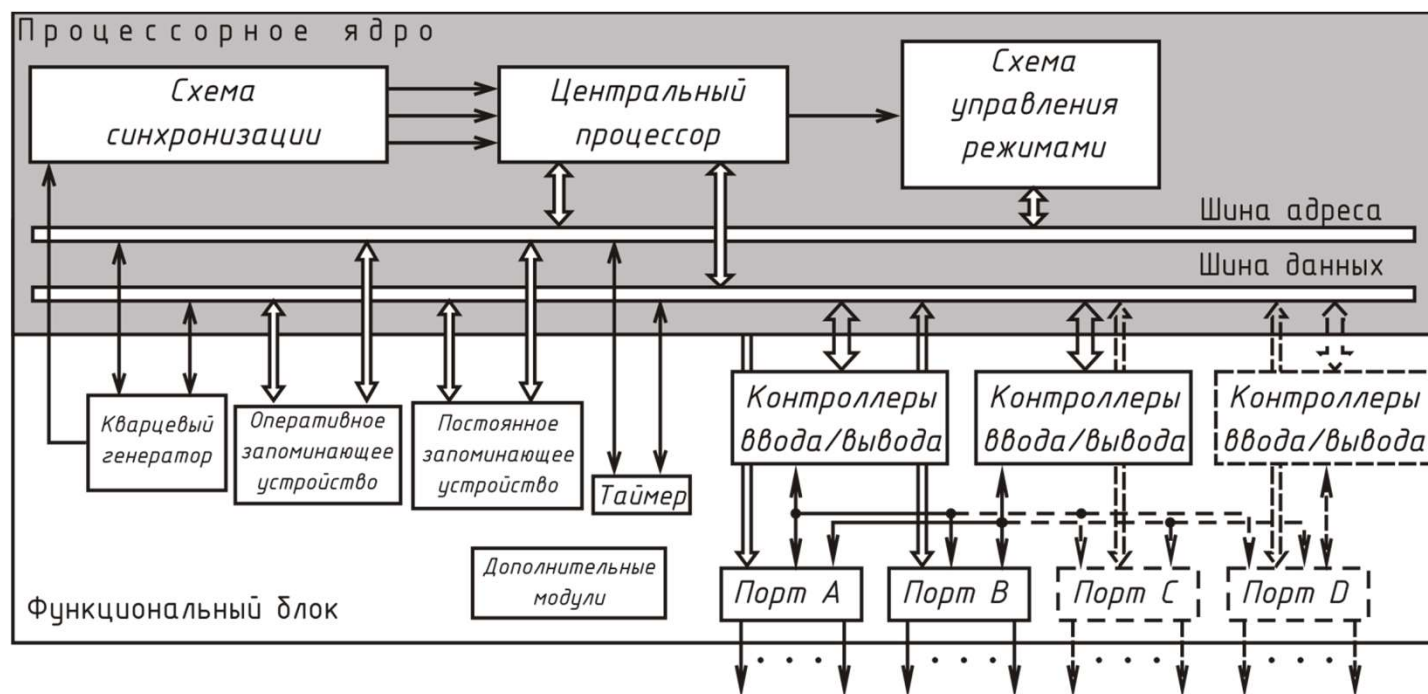 Процессорное ядро
Схема
синхронизации
Центральный
процессор
Схема
управления
режимами
Шина адреса
Шина данных
Кварцевый
генератор
Оперативное
запоминающее
устройство
Постоянное
запоминающее
устройство
Таймер
Контроллеры
ввода/вывода
Контроллеры
ввода/вывода
Контроллеры
ввода/вывода
Дополнительные
модули
Порт A
Порт B
Порт C
Порт D
Функциональный блок